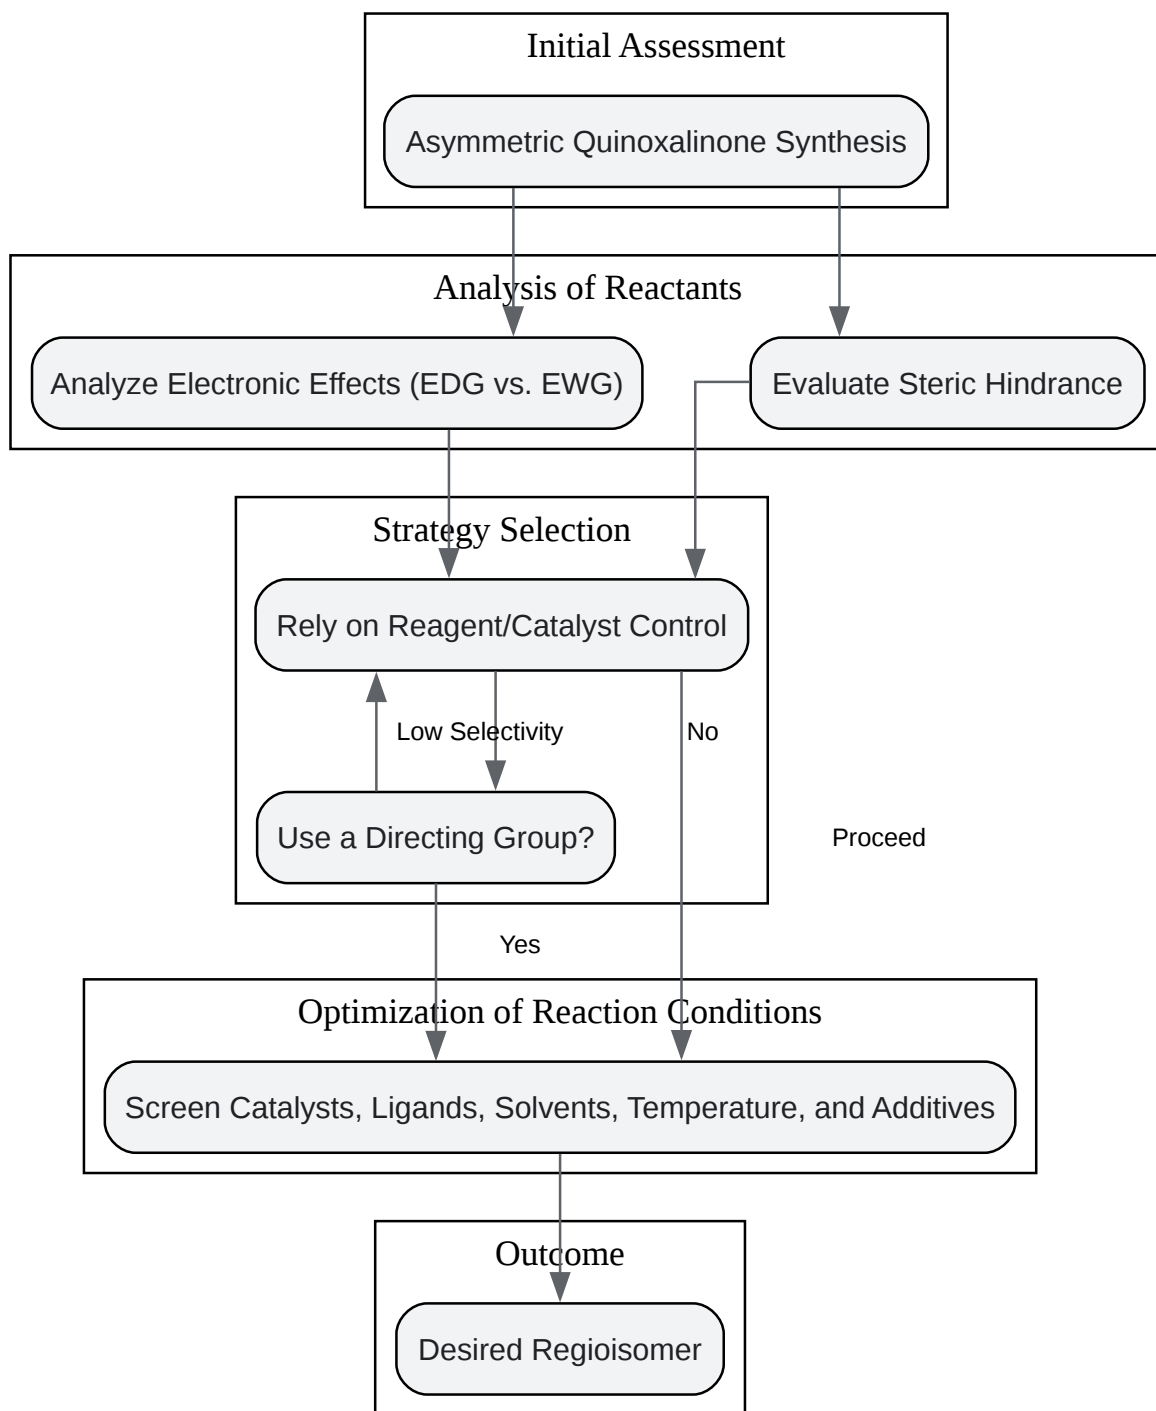 Initial Assessment
Asymmetric Quinoxalinone Synthesis
Analysis of Reactants
Analyze Electronic Effects (EDG vs. EWG)
Evaluate Steric Hindrance
Strategy Selection
Rely on Reagent/Catalyst Control
Low Selectivity
No
Use a Directing Group?
Proceed
Yes
Optimization of Reaction Conditions
Screen Catalysts, Ligands, Solvents, Temperature, and Additives
Outcome
Desired Regioisomer